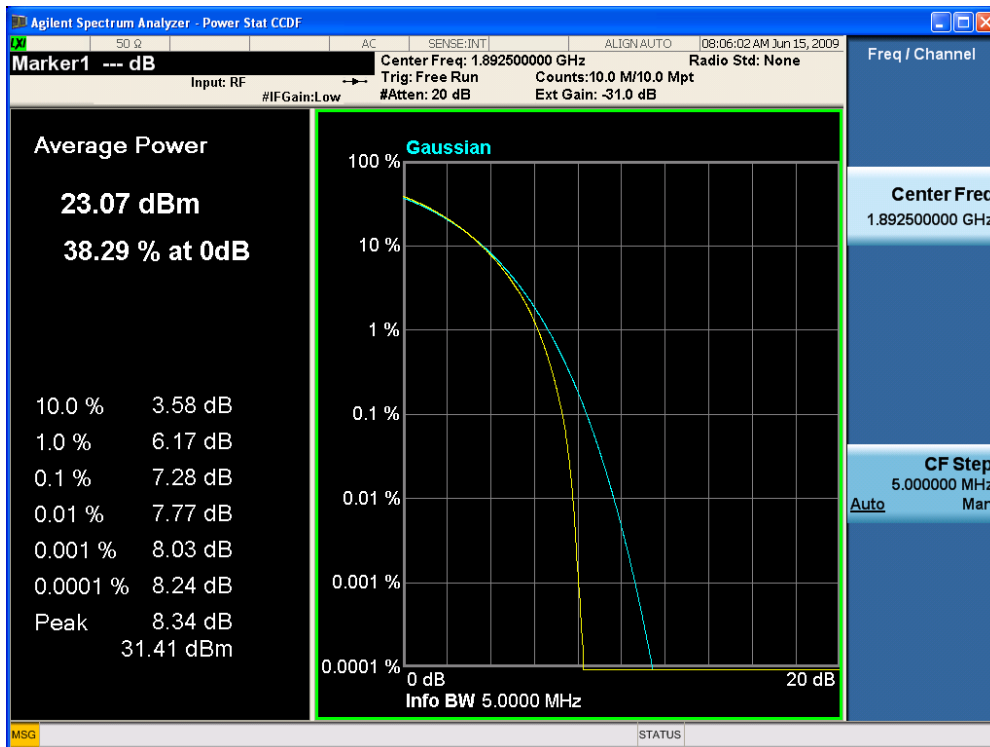 Agilent Spectrum Analyzer - Power Stat CCDF
LXI 50 Ω AC SENSE:INT ALIGN AUTO 08:06:02 AM Jun 15, 2009
Marker1 --- dB
Input: RF
#IFGain:Low
Center Freq: 1.892500000 GHz Radio Std: None
Trig: Free Run Counts:10.0 M/10.0 Mpt
#Atten: 20 dB Ext Gain: -31.0 dB
Freq / Channel
Center Freq
1.892500000 GHz
CF Step
5.000000 MHz
Auto Man
Average Power
23.07 dBm
38.29 % at 0dB
10.0 % 3.58 dB
1.0 % 6.17 dB
0.1 % 7.28 dB
0.01 % 7.77 dB
0.001 % 8.03 dB
0.0001 % 8.24 dB
Peak 8.34 dB
31.41 dBm
Gaussian
100 %
10 %
1 %
0.1 %
0.01 %
0.001 %
0.0001 %
0 dB 20 dB
Info BW 5.0000 MHz
MSG STATUS